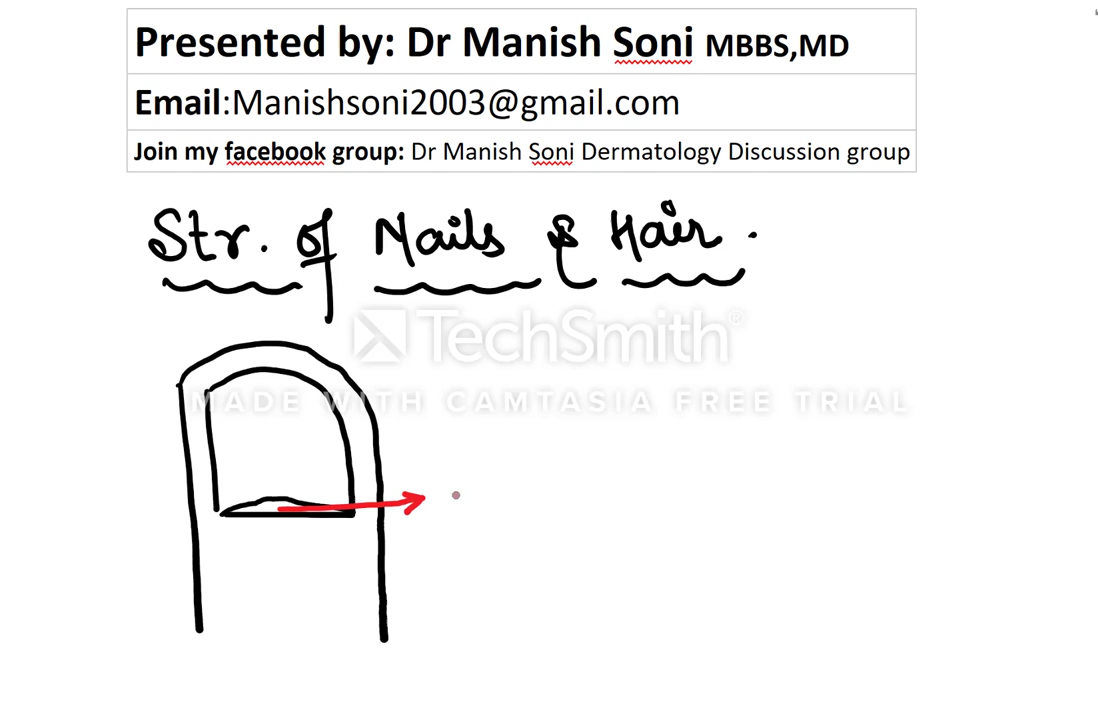 Presented by: Dr Manish Soni MBBS,MD
Email:Manishsoni2003@gmail.com
Join my facebook group: Dr Manish Soni Dermatology Discussion group
Str. of Nails & Hair.
TechSmith®
MADE WITH CAMTASIA FREE TRIAL